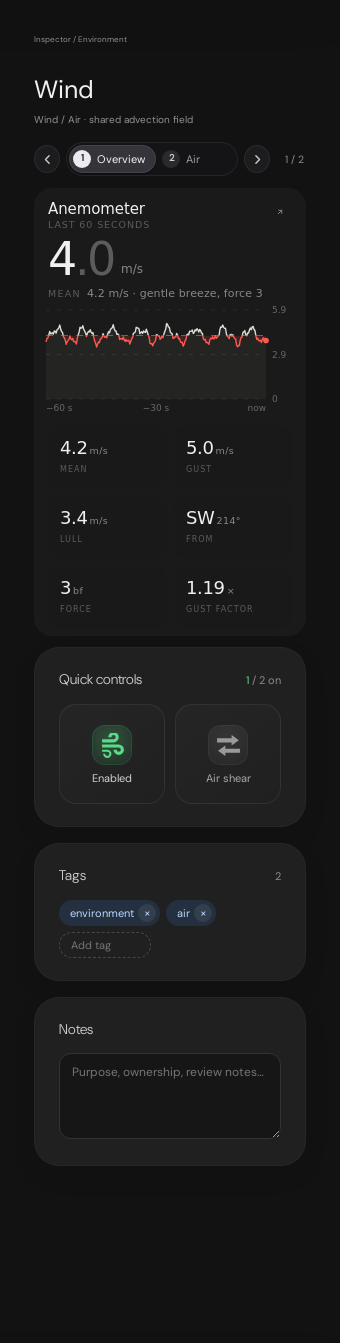 Inspector / Environment
Wind
Wind / Air · shared advection field
1 Overview 2 Air 1 / 2
Anemometer
LAST 60 SECONDS
4.0 m/s
MEAN 4.2 m/s · gentle breeze, force 3
5.9
2.9
0
−60 s −30 s now
4.2 m/s 5.0 m/s
MEAN GUST
3.4 m/s SW 214°
LULL FROM
3 bf 1.19 ×
FORCE GUST FACTOR
Quick controls 1 / 2 on
Enabled Air shear
Tags 2
environment × air ×
Add tag
Notes
Purpose, ownership, review notes…